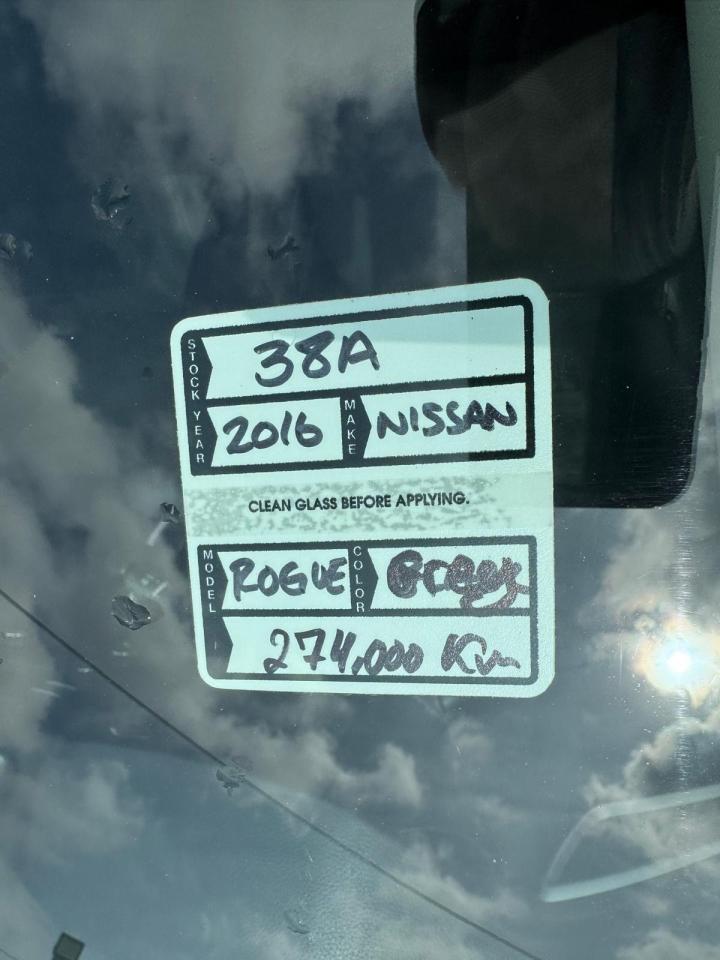 STOCK 38A
YEAR 2016 MAKE NISSAN
CLEAN GLASS BEFORE APPLYING.
MODEL ROGUE COLOR
274,000 Km